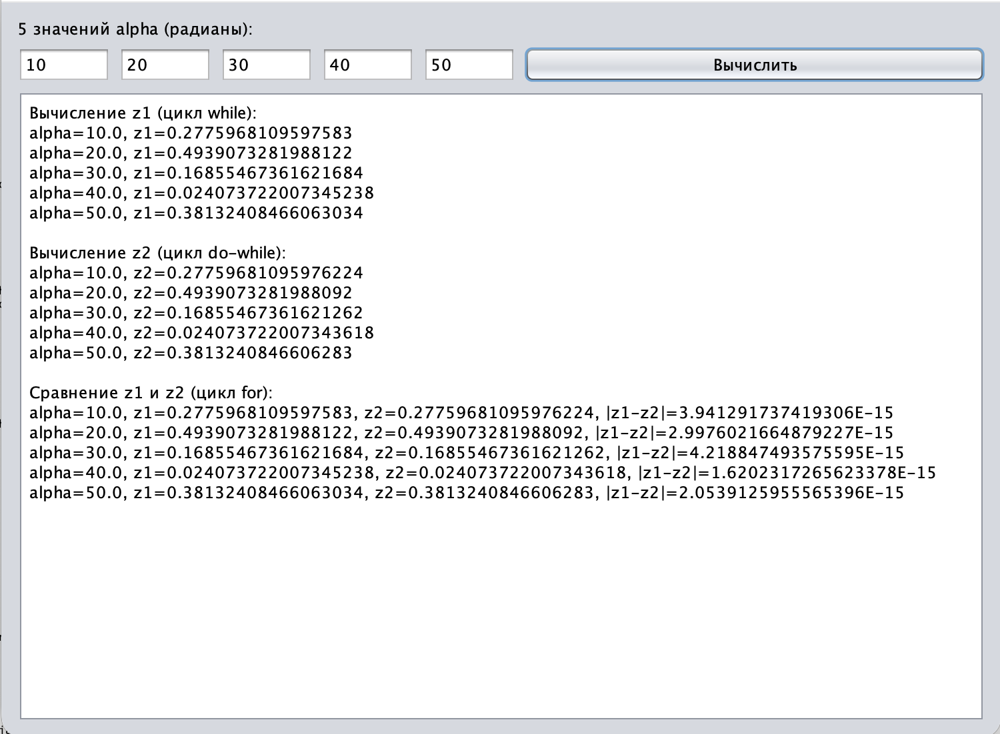 5 значений alpha (радианы):
10 20 30 40 50 Вычислить
Вычисление z1 (цикл while):
alpha=10.0, z1=0.2775968109597583
alpha=20.0, z1=0.4939073281988122
alpha=30.0, z1=0.16855467361621684
alpha=40.0, z1=0.024073722007345238
alpha=50.0, z1=0.38132408466063034
Вычисление z2 (цикл do-while):
alpha=10.0, z2=0.27759681095976224
alpha=20.0, z2=0.4939073281988092
alpha=30.0, z2=0.16855467361621262
alpha=40.0, z2=0.024073722007343618
alpha=50.0, z2=0.3813240846606283
Сравнение z1 и z2 (цикл for):
alpha=10.0, z1=0.2775968109597583, z2=0.27759681095976224, |z1-z2|=3.941291737419306E-15
alpha=20.0, z1=0.4939073281988122, z2=0.4939073281988092, |z1-z2|=2.9976021664879227E-15
alpha=30.0, z1=0.16855467361621684, z2=0.16855467361621262, |z1-z2|=4.218847493575595E-15
alpha=40.0, z1=0.024073722007345238, z2=0.024073722007343618, |z1-z2|=1.6202317265623378E-15
alpha=50.0, z1=0.38132408466063034, z2=0.3813240846606283, |z1-z2|=2.0539125955565396E-15